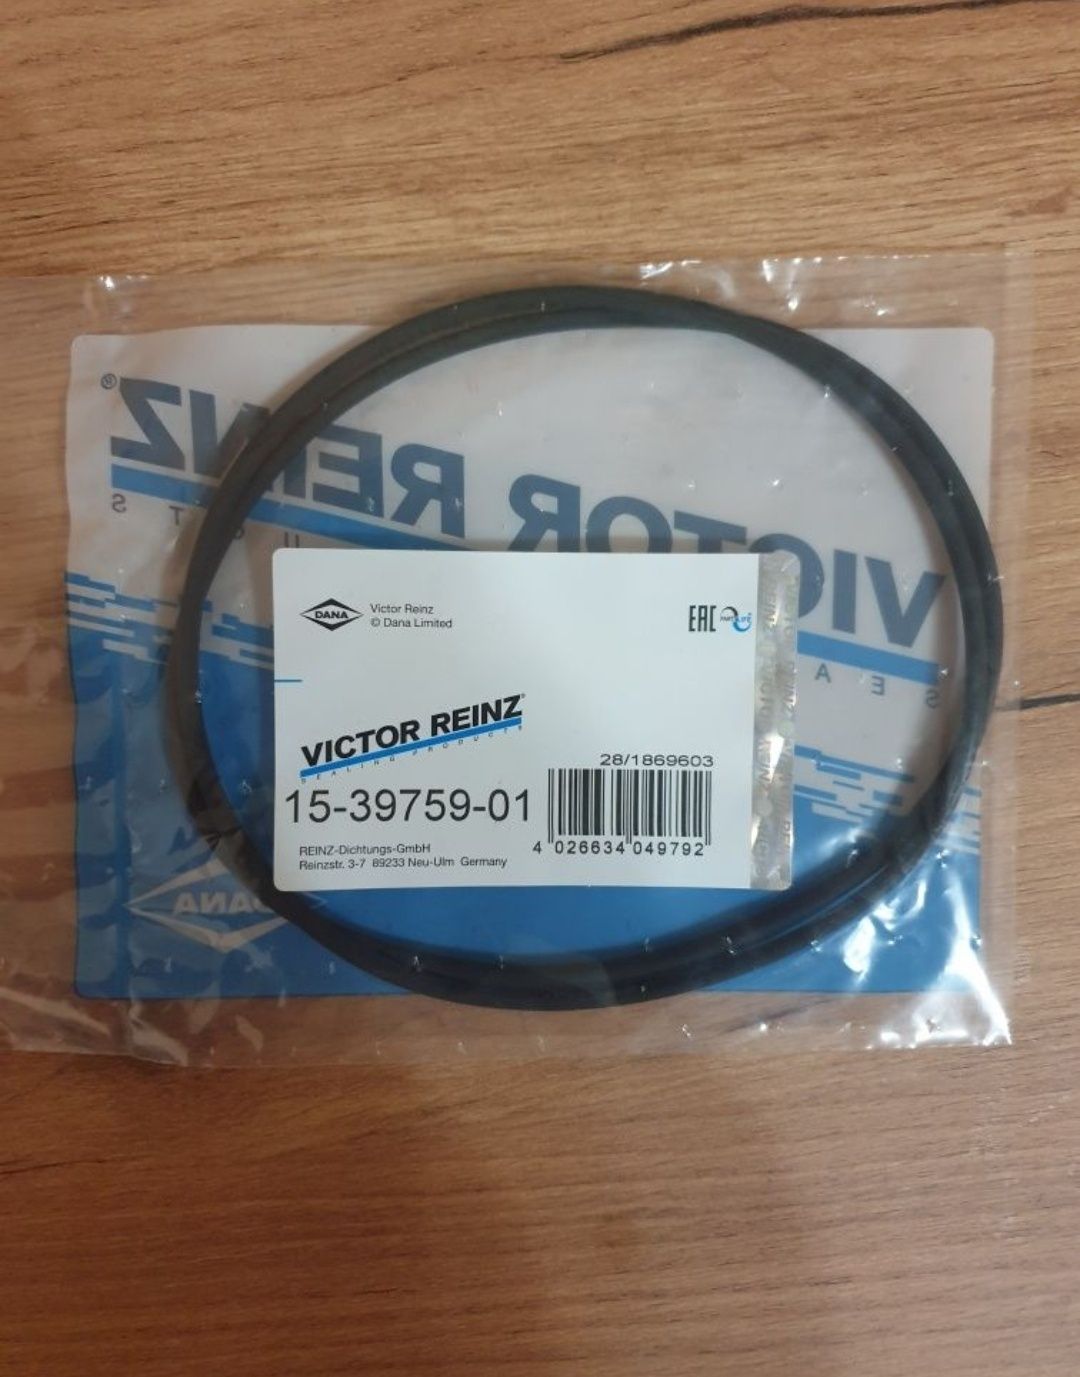 VICTOR REINZ®
DANA
Victor Reinz
© Dana Limited
EAC
VICTOR REINZ®
SEALING PRODUCTS
28/1869603
15-39759-01
4 026634 049792
REINZ-Dichtungs-GmbH
Reinzstr. 3-7 89233 Neu-Ulm Germany
DANA